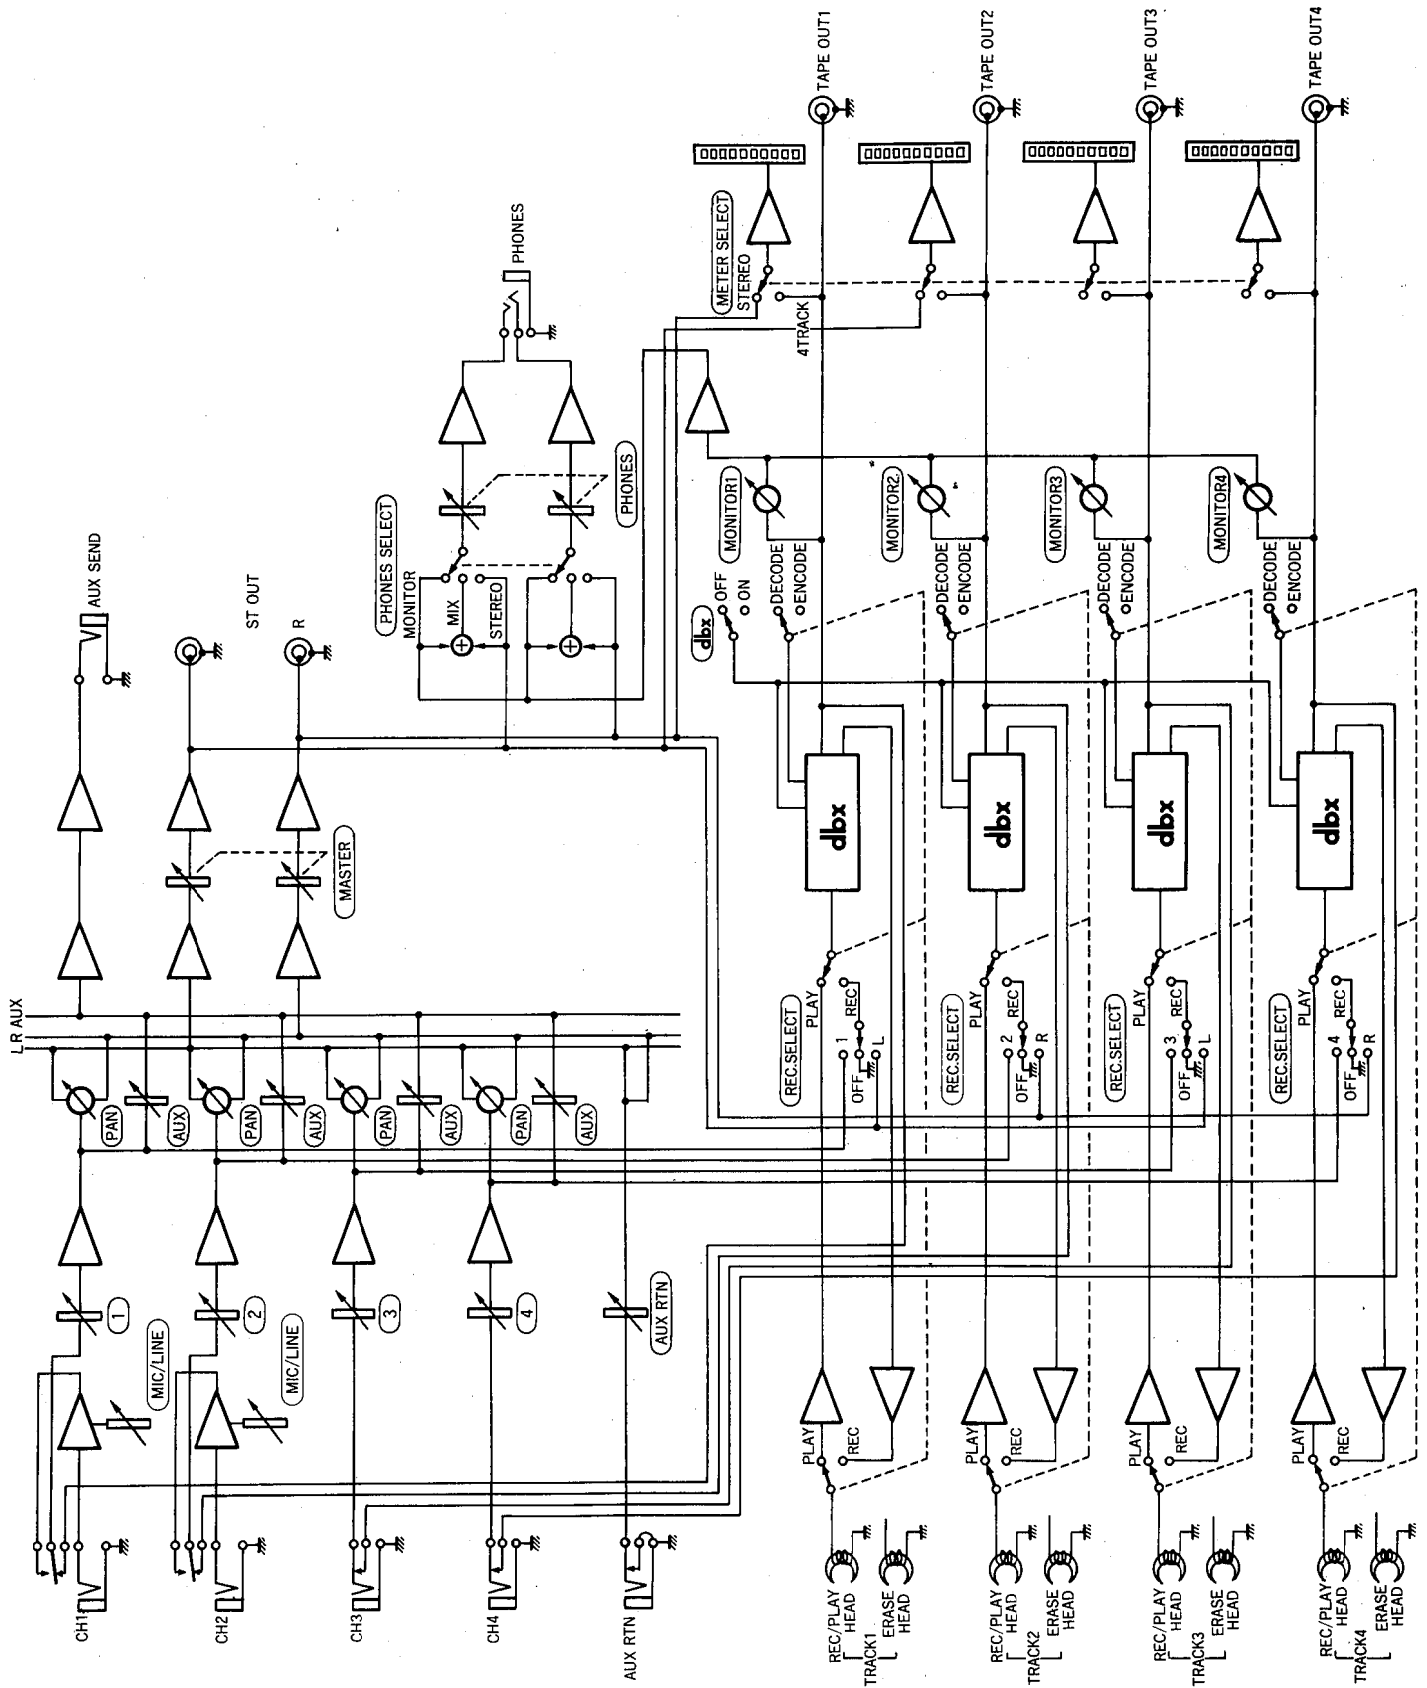 CH1
MIC/LINE
1
PAN
AUX
L R AUX
AUX SEND
CH2
MIC/LINE
2
PAN
AUX
MASTER
ST OUT
R
CH3
3
PAN
AUX
CH4
4
PAN
AUX
AUX RTN
AUX RTN
PHONES SELECT
MONITOR
MIX
STEREO
PHONES
PHONES
METER SELECT
STEREO
4TRACK
TRACK1
REC/PLAY
HEAD
ERASE
HEAD
PLAY
REC
REC.SELECT
PLAY
REC
1
OFF
L
dbx
dbx
OFF
ON
DECODE
ENCODE
MONITOR1
TAPE OUT1
TRACK2
REC/PLAY
HEAD
ERASE
HEAD
PLAY
REC
REC.SELECT
PLAY
REC
2
OFF
R
dbx
DECODE
ENCODE
MONITOR2
TAPE OUT2
TRACK3
REC/PLAY
HEAD
ERASE
HEAD
PLAY
REC
REC.SELECT
PLAY
REC
3
OFF
L
dbx
DECODE
ENCODE
MONITOR3
TAPE OUT3
TRACK4
REC/PLAY
HEAD
ERASE
HEAD
PLAY
REC
REC.SELECT
PLAY
REC
4
OFF
R
dbx
DECODE
ENCODE
MONITOR4
TAPE OUT4